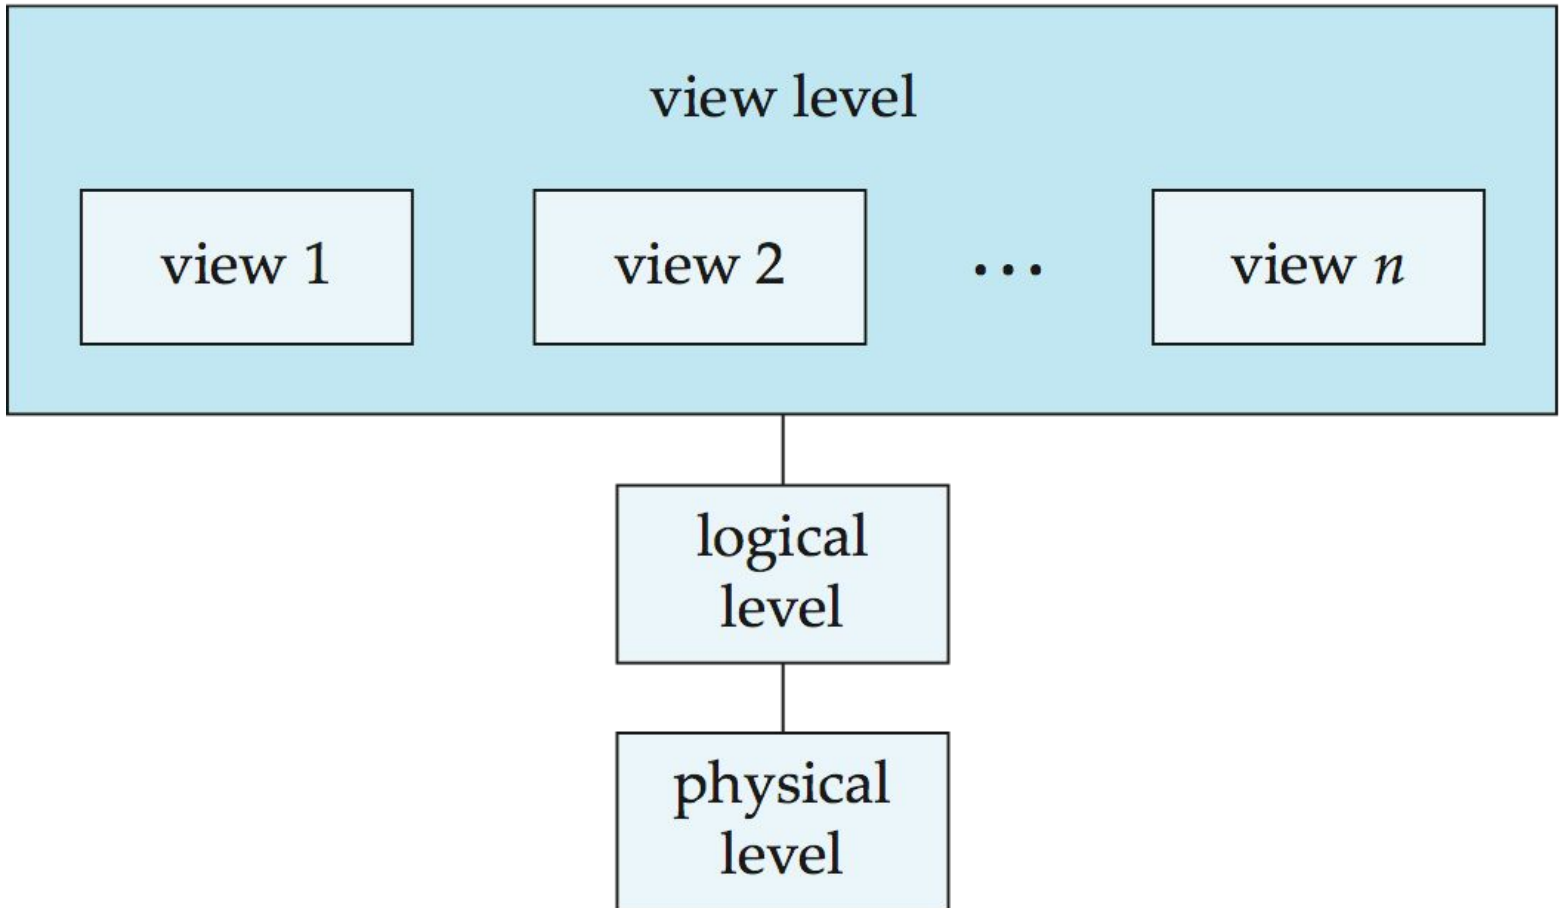 view level
view 1
view 2
...
view n
logical
level
physical
level